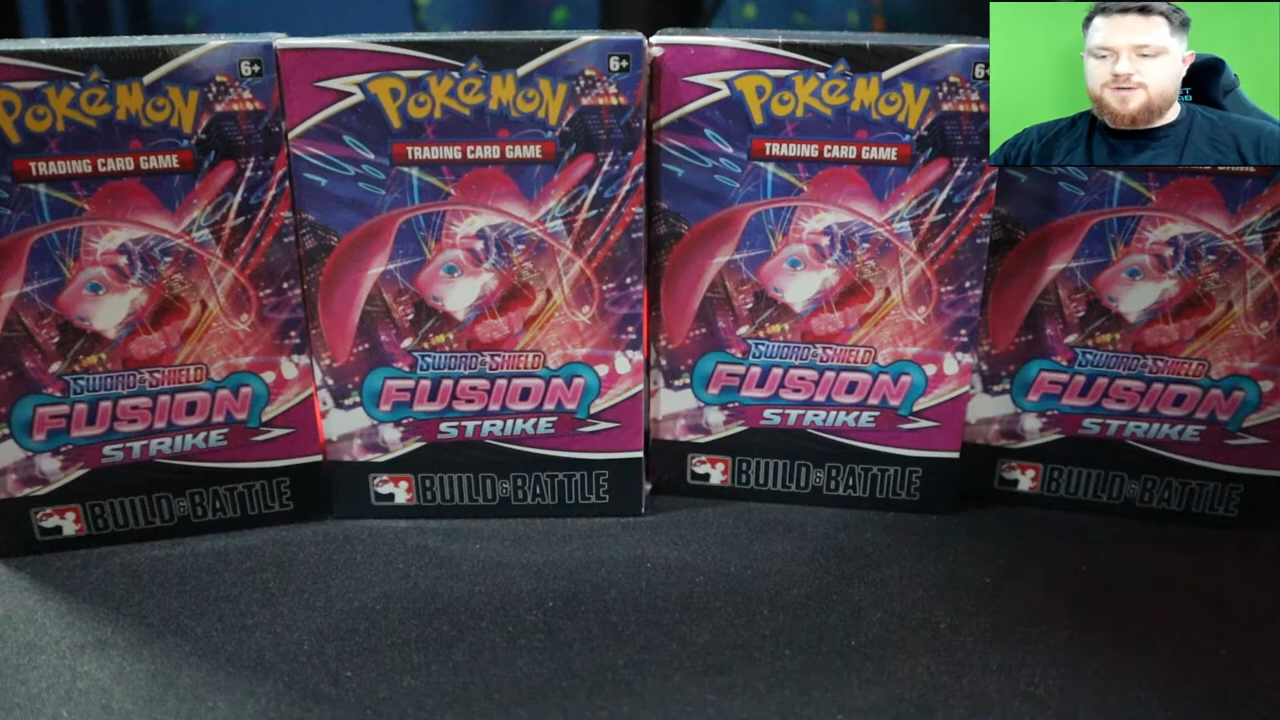 Pokémon
TRADING CARD GAME
SWORD & SHIELD
FUSION
STRIKE
BUILD & BATTLE
6+
Pokémon
TRADING CARD GAME
SWORD & SHIELD
FUSION
STRIKE
BUILD & BATTLE
6+
Pokémon
TRADING CARD GAME
SWORD & SHIELD
FUSION
STRIKE
BUILD & BATTLE
6+
CARD GAME
SWORD & SHIELD
FUSION
STRIKE
BUILD & BATTLE